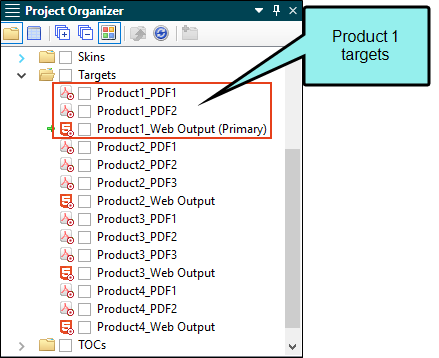 Project Organizer
Product 1
targets
Skins
Targets
Product1_PDF1
Product1_PDF2
Product1_Web Output (Primary)
Product2_PDF1
Product2_PDF2
Product2_PDF3
Product2_Web Output
Product3_PDF1
Product3_PDF2
Product3_PDF3
Product3_Web Output
Product4_PDF1
Product4_PDF2
Product4_Web Output
TOCs